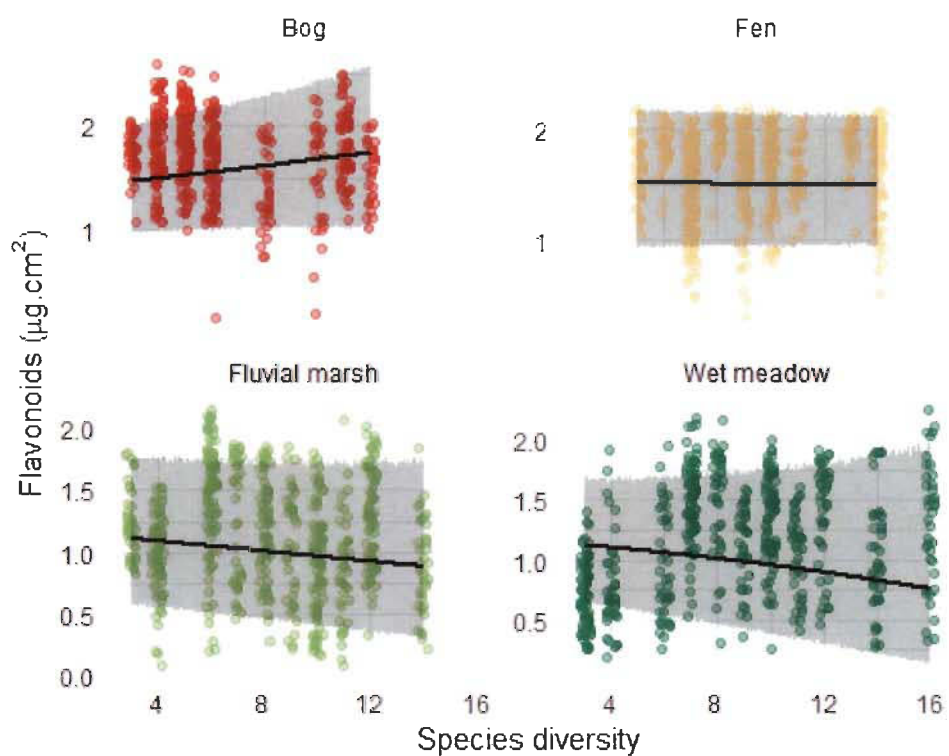 Bog
Fen
2
1
2
1
Flavonoids (µg.cm²)
Fluvial marsh
Wet meadow
2.0
1.5
1.0
0.5
0.0
2.0
1.5
1.0
0.5
4 8 12 16
4 8 12 16
Species diversity